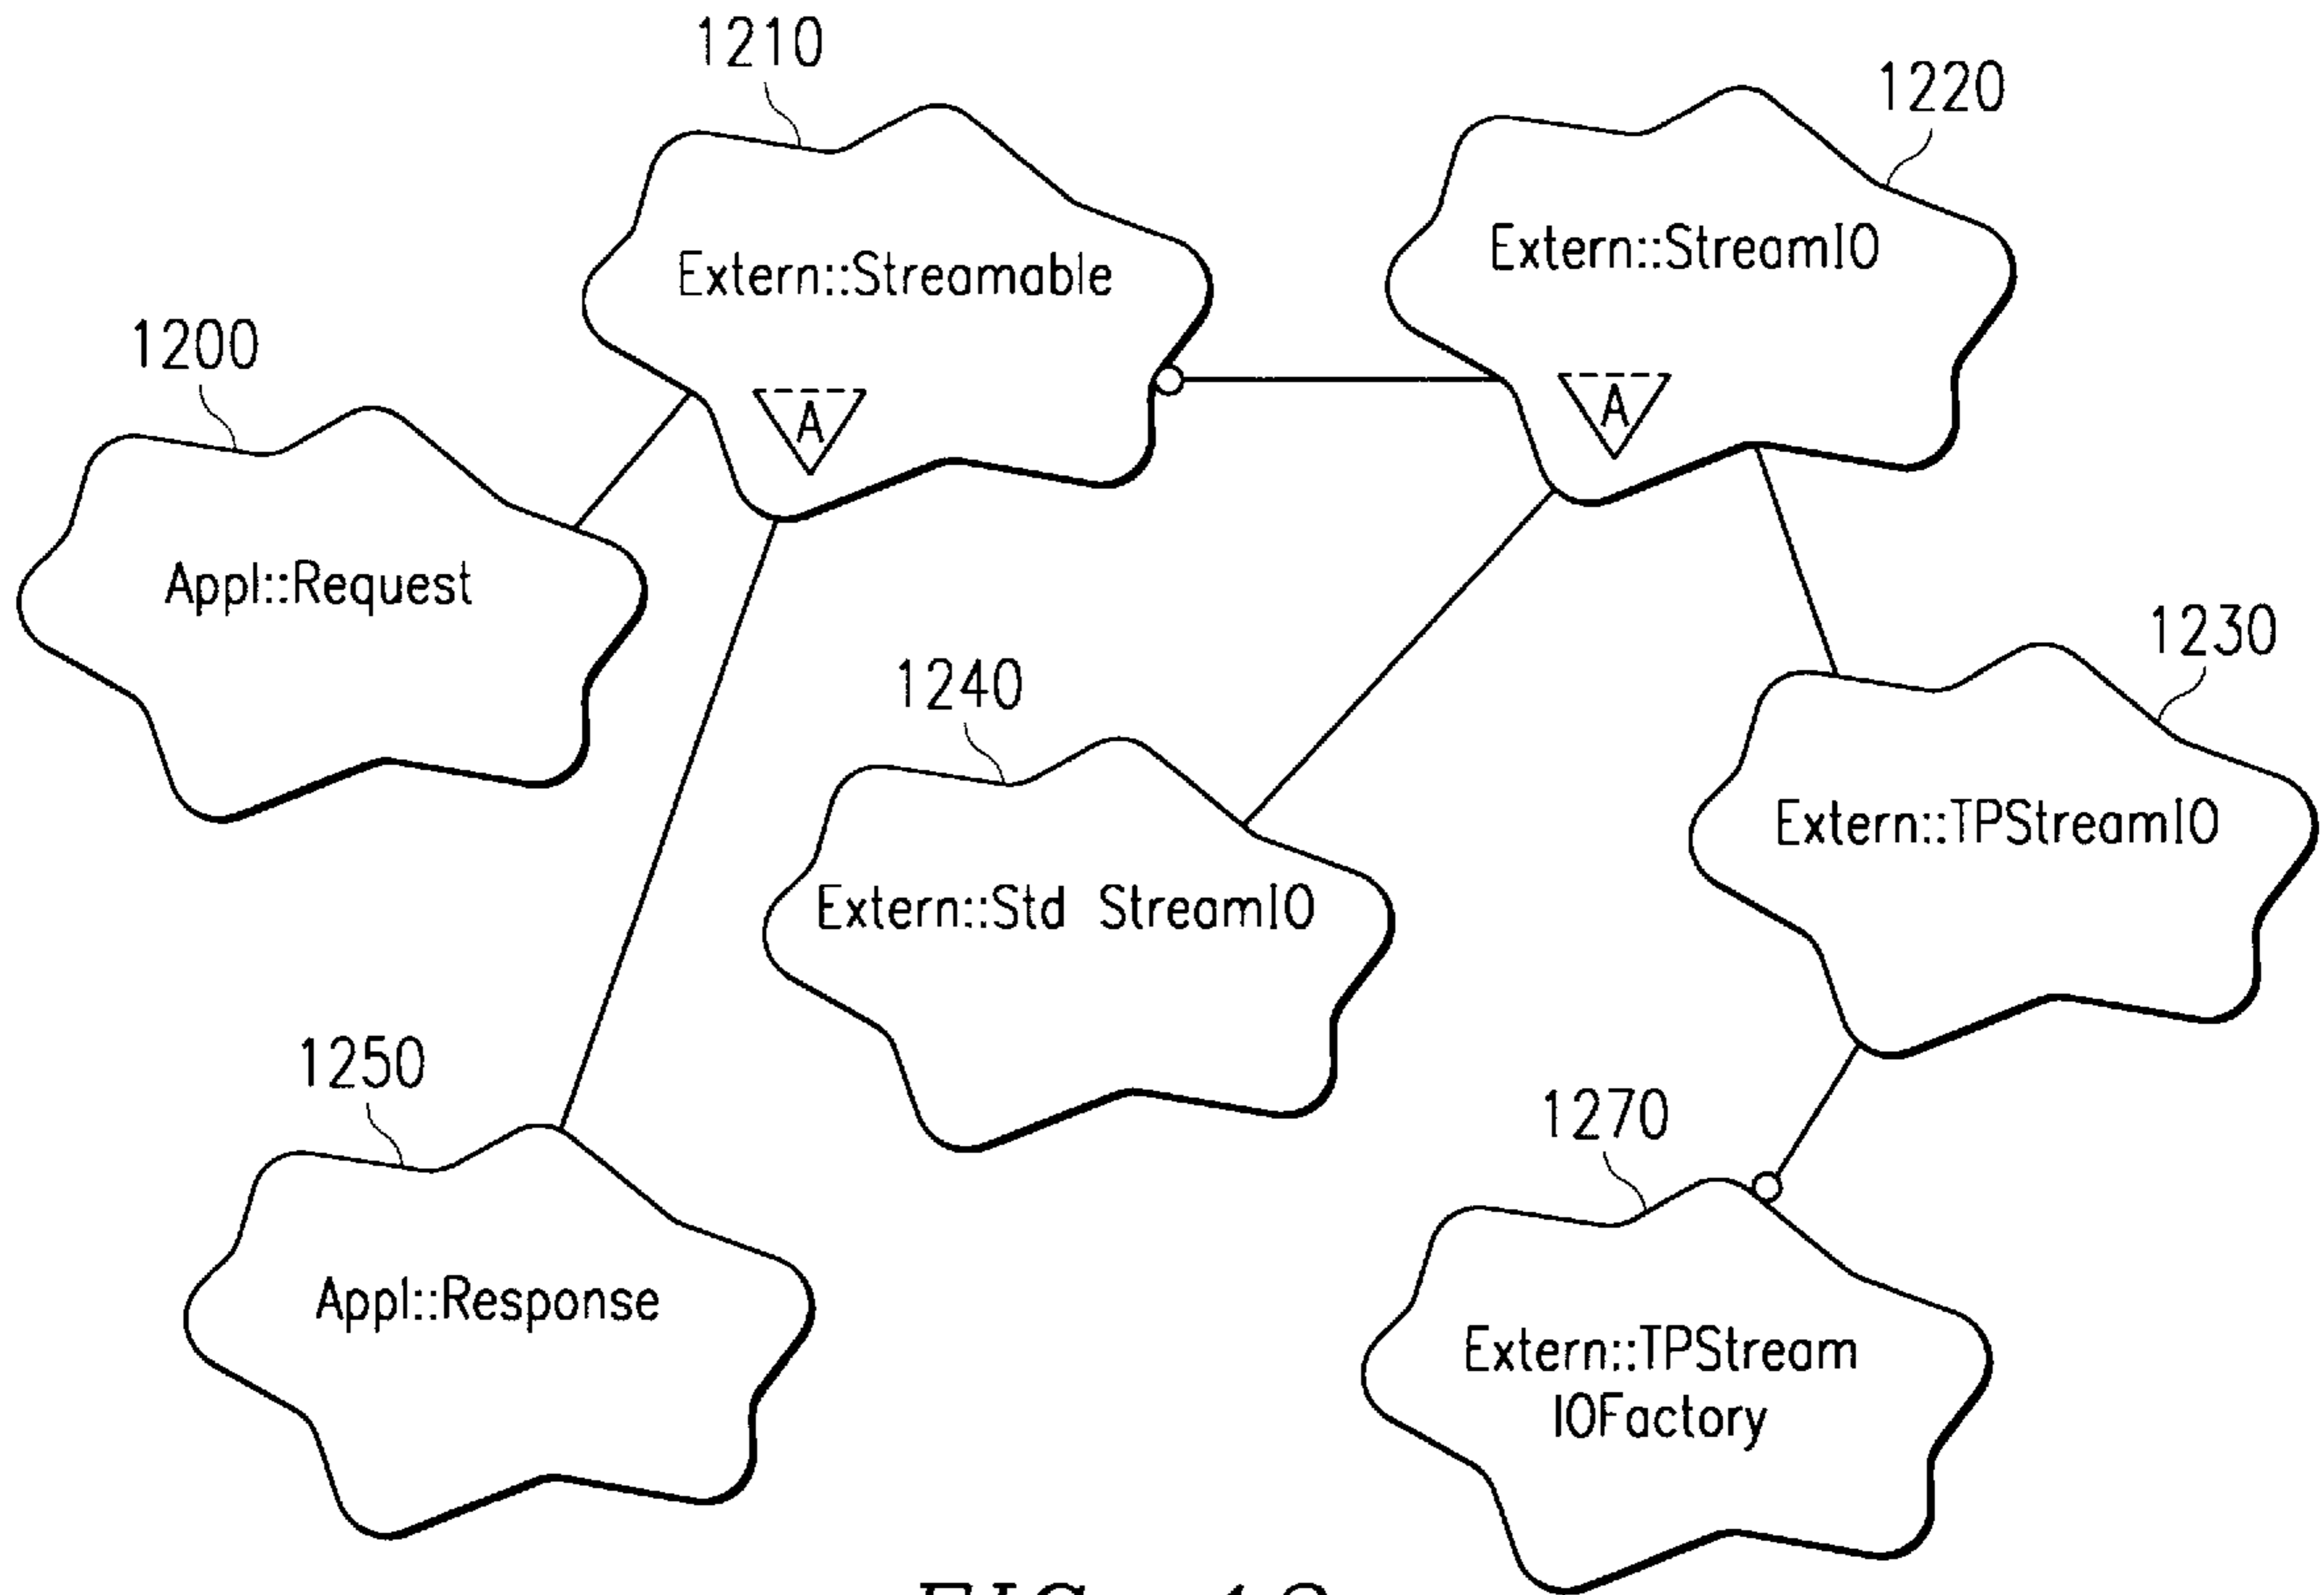 1210
1220
Extern::StreamIO
Extern::Streamable
1200
A
A
Appl::Request
1230
1240
Extern::TPStreamIO
Extern::Std StreamIO
1250
1270
Appl::Response
Extern::TPStream
IOFactory